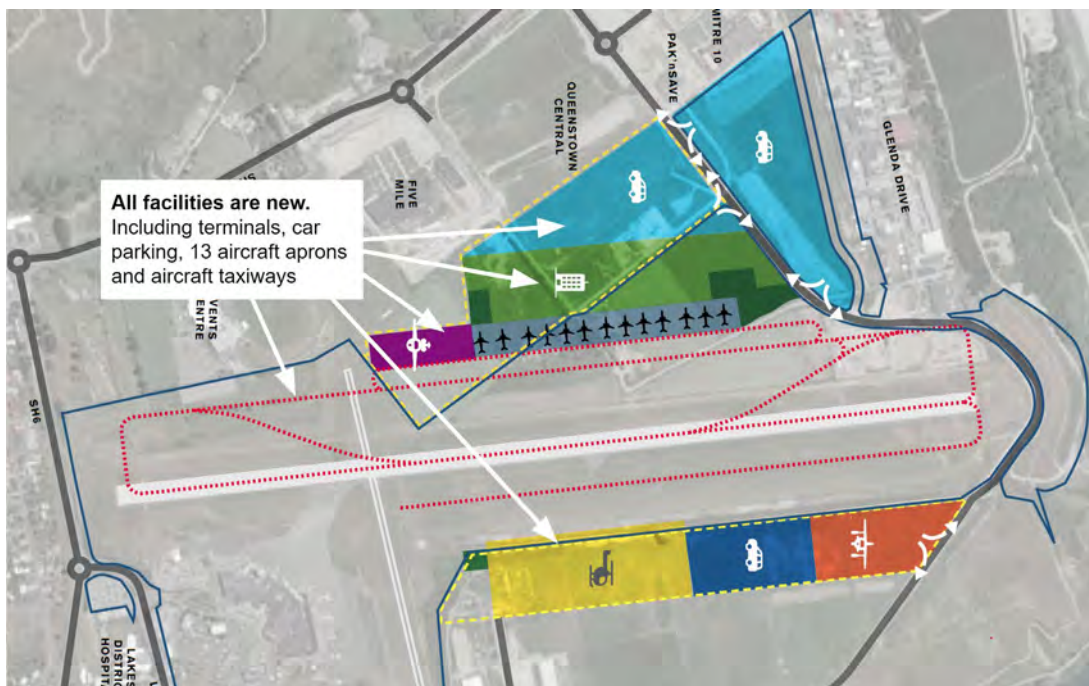 MITRE 10
PAK'nSAVE
QUEENSTOWN
CENTRAL
GLENDA DRIVE
FIVE
MILE
All facilities are new.
Including terminals, car
parking, 13 aircraft aprons
and aircraft taxiways
VENTS
ENTRE
SH6
LAKES
DISTRIC
HOSPIT